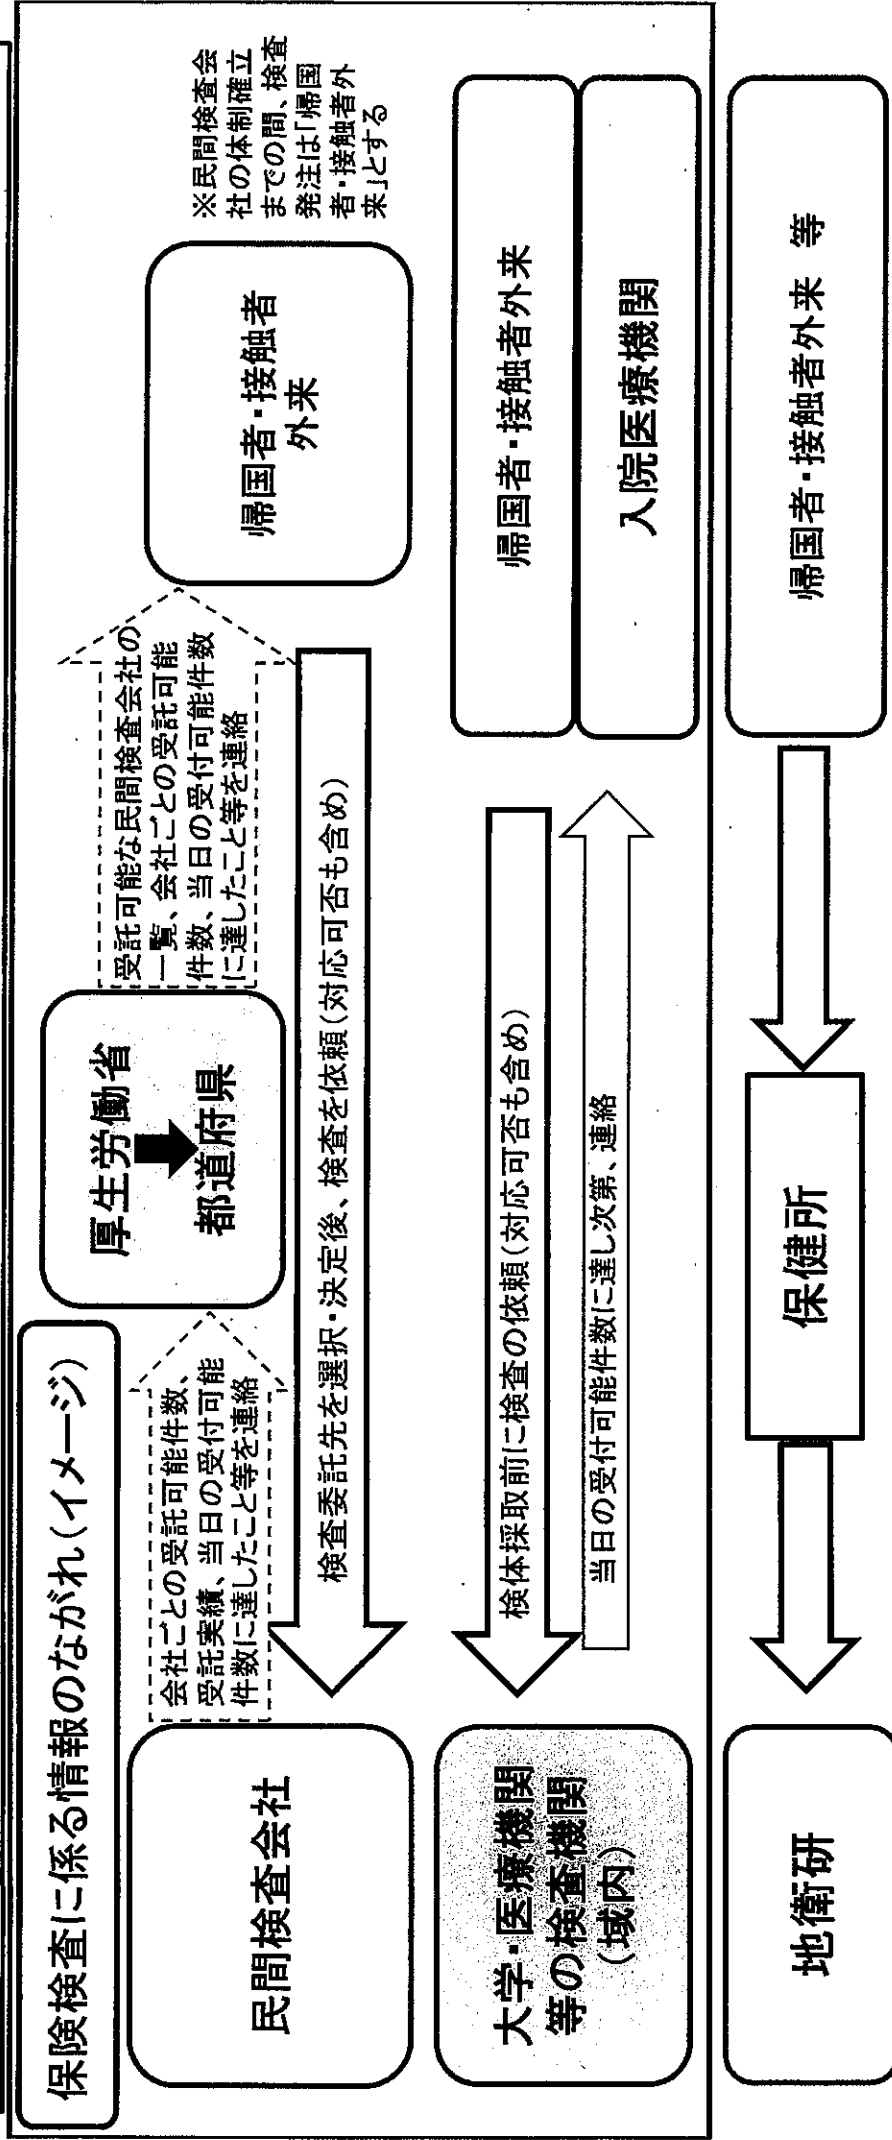 保険検査に係る情報のながれ(イメージ)
厚生労働省
都道府県
会社ごとの受託可能件数、
受託実績、当日の受付可能
件数に達したこと等を連絡
受託可能な民間検査会社の
一覧、会社ごとの受託可能
件数、当日の受付可能件数
に達したこと等を連絡
※民間検査会
社の体制確立
までの間、検査
発注は「帰国
者・接触者外
来」とする
民間検査会社
検査委託先を選択・決定後、検査を依頼(対応可否も含め)
帰国者・接触者
外来
大学・医療機関
等の検査機関
(域内)
検体採取前に検査の依頼(対応可否も含め)
当日の受付可能件数に達し次第、連絡
帰国者・接触者外来
入院医療機関
地衛研
保健所
帰国者・接触者外来 等